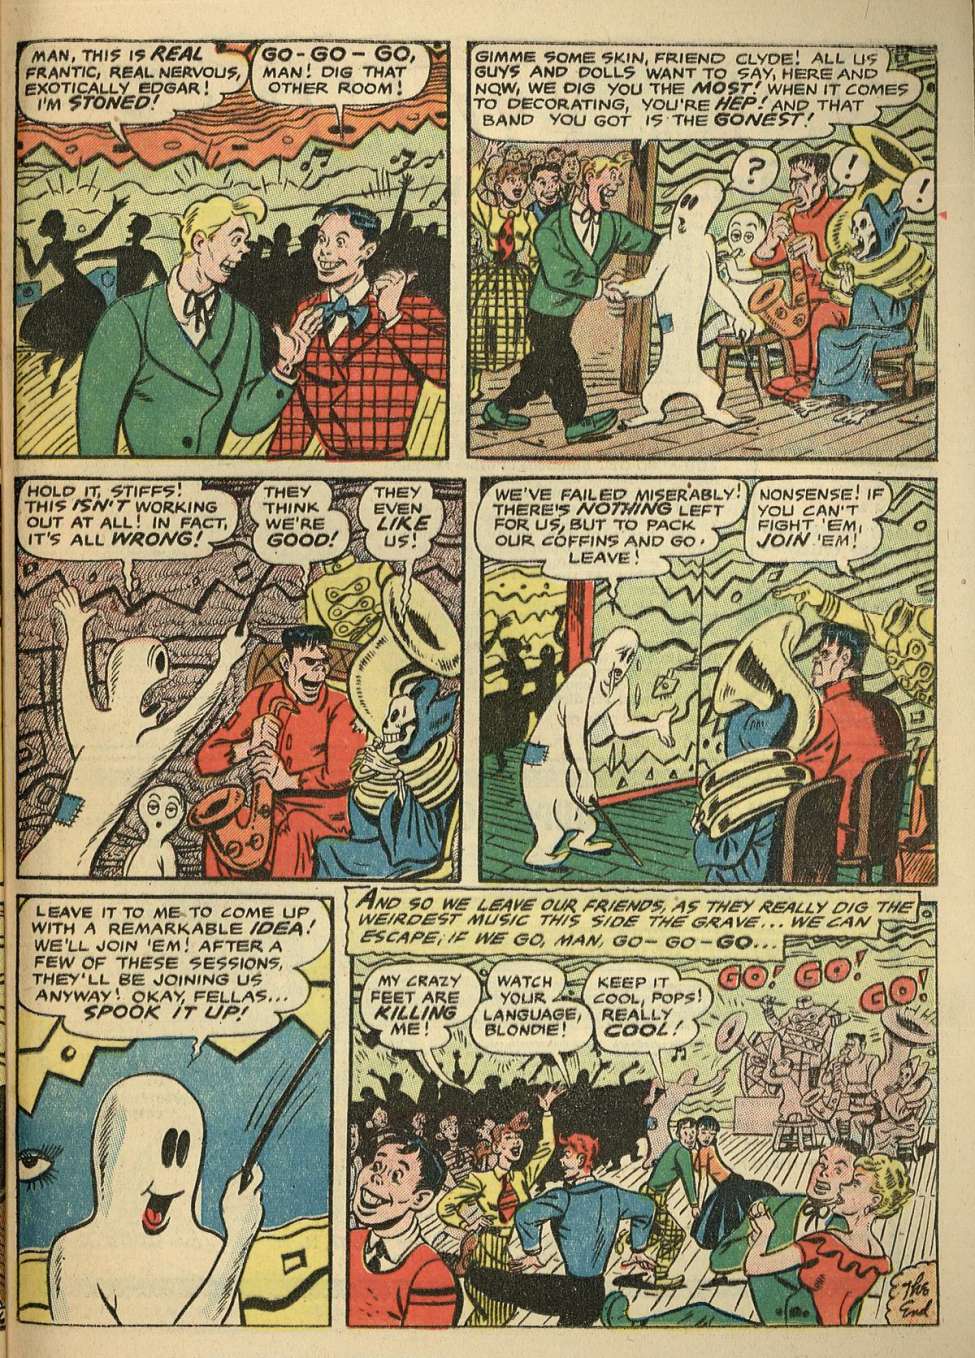 MAN, THIS IS REAL
FRANTIC, REAL NERVOUS,
EXOTICALLY EDGAR!
I'M STONED!
GO-GO-GO,
MAN! DIG THAT
OTHER ROOM!
GIMME SOME SKIN, FRIEND CLYDE! ALL US
GUYS AND DOLLS WANT TO SAY, HERE AND
NOW, WE DIG YOU THE MOST! WHEN IT COMES
TO DECORATING, YOU'RE HEP! AND THAT
BAND YOU GOT IS THE GONEST!
?
!
!
HOLD IT, STIFFS!
THIS ISN'T WORKING
OUT AT ALL! IN FACT,
IT'S ALL WRONG!
THEY
THINK
WE'RE
GOOD!
THEY
EVEN
LIKE
US!
WE'VE FAILED MISERABLY!
THERE'S NOTHING LEFT
FOR US, BUT TO PACK
OUR COFFINS AND GO,
LEAVE!
NONSENSE! IF
YOU CAN'T
FIGHT 'EM,
JOIN 'EM!
LEAVE IT TO ME TO COME UP
WITH A REMARKABLE IDEA!
WE'LL JOIN 'EM! AFTER A
FEW OF THESE SESSIONS,
THEY'LL BE JOINING US
ANYWAY! OKAY, FELLAS...
SPOOK IT UP!
AND SO WE LEAVE OUR FRIENDS, AS THEY REALLY DIG THE
WEIRDEST MUSIC THIS SIDE THE GRAVE... WE CAN
ESCAPE, IF WE GO, MAN, GO-GO-GO...
MY CRAZY
FEET ARE
KILLING
ME!
WATCH
YOUR
LANGUAGE,
BLONDIE!
KEEP IT
COOL, POPS!
REALLY
COOL!
GO! GO!
GO!
The
End